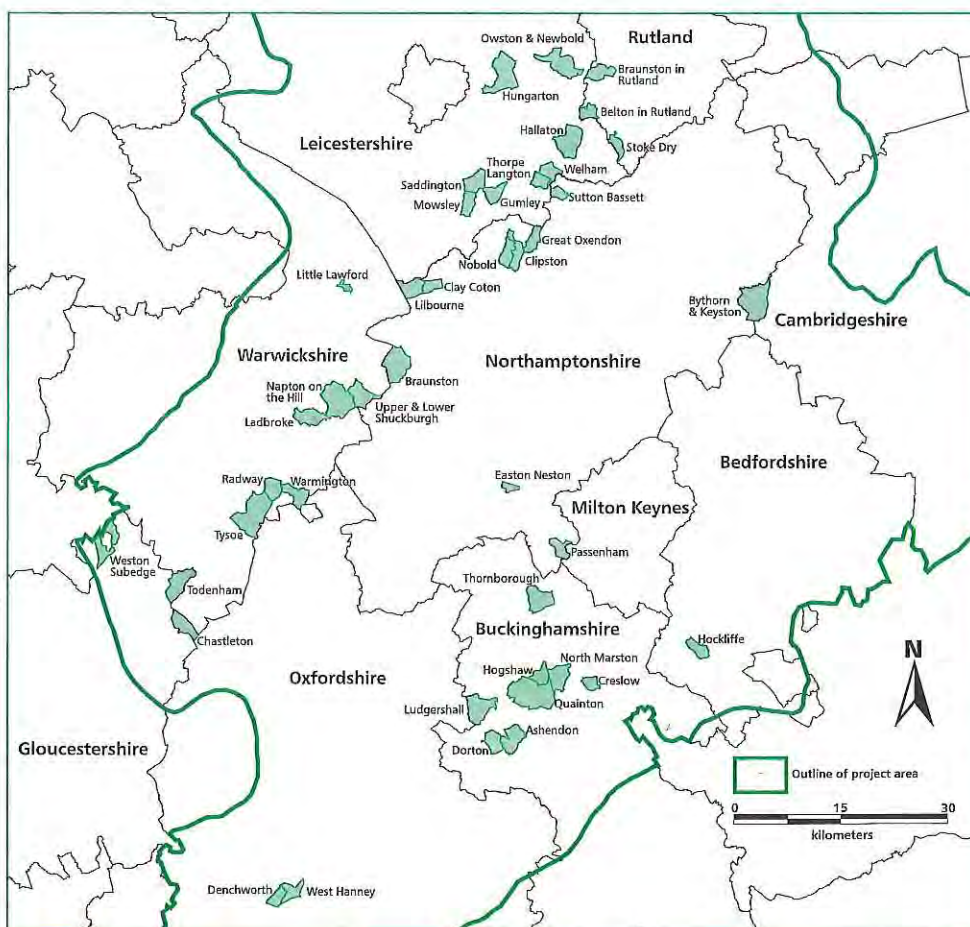 Owston & Newbold
Rutland
Braunston in
Rutland
Hungarton
Belton in Rutland
Hallaton
Leicestershire
Stoke Dry
Thorpe
Langton
Welham
Saddington
Sutton Bassett
Mowsley
Gumley
Great Oxendon
Nobold
Clipston
Little Lawford
Clay Coton
Lilbourne
Bythorn
& Keyston
Cambridgeshire
Warwickshire
Northamptonshire
Braunston
Napton on
the Hill
Upper & Lower
Shuckburgh
Ladbroke
Bedfordshire
Easton Neston
Radway
Warmington
Milton Keynes
Tysoe
Passenham
Weston
Subedge
Thornborough
Todenham
Buckinghamshire
Hockliffe
Chastleton
N
North Marston
Hogshaw
Oxfordshire
Creslow
Ludgershall
Quainton
Ashendon
Gloucestershire
Dorton
Outline of project area
0 15 30
kilometers
Denchworth
West Hanney